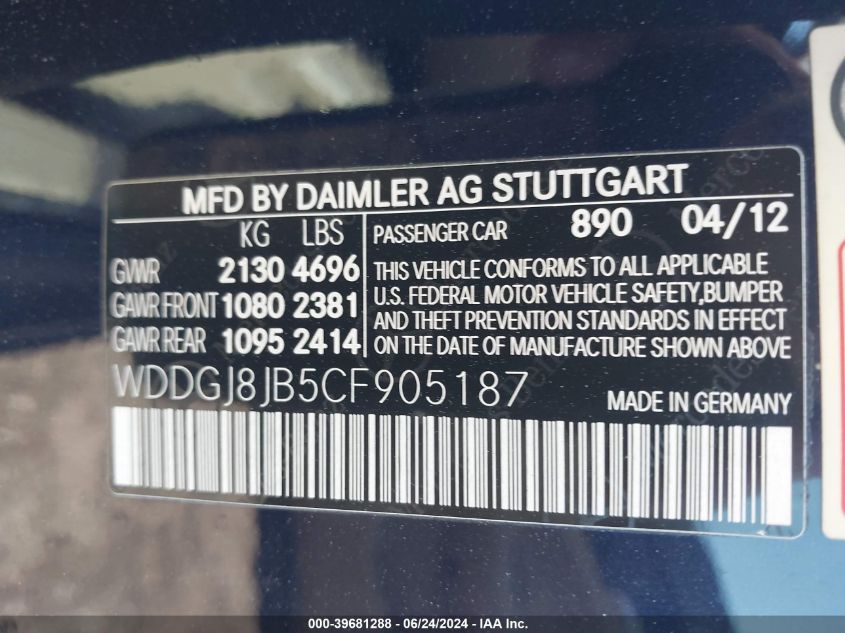 MFD BY DAIMLER AG STUTTGART
KG LBS PASSENGER CAR 890 04/12
GVWR 2130 4696
GAWR FRONT 1080 2381
GAWR REAR 1095 2414
THIS VEHICLE CONFORMS TO ALL APPLICABLE
U.S. FEDERAL MOTOR VEHICLE SAFETY,BUMPER
AND THEFT PREVENTION STANDARDS IN EFFECT
ON THE DATE OF MANUFACTURE SHOWN ABOVE
WDDGJ8JB5CF905187
MADE IN GERMANY
000-39681288 - 06/24/2024 - IAA Inc.